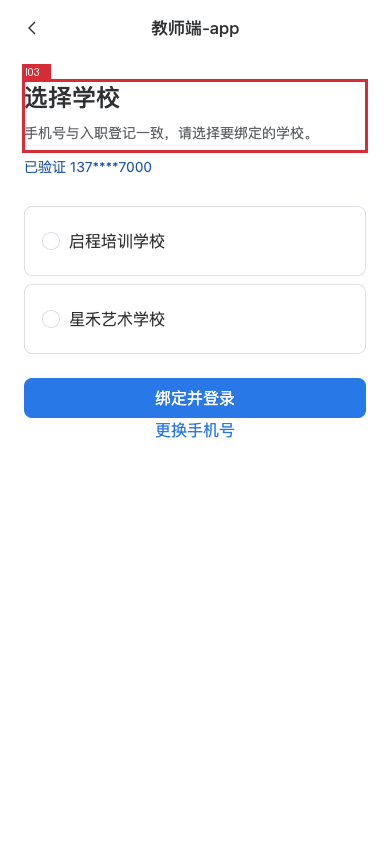 教师端-app
I03
选择学校
手机号与入职登记一致，请选择要绑定的学校。
已验证 137****7000
启程培训学校
星禾艺术学校
绑定并登录
更换手机号